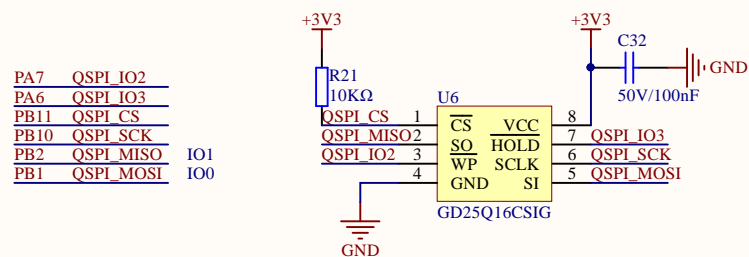 +3V3
+3V3
C32
GND
50V/100nF
R21
10KΩ
PA7 QSPI_IO2
PA6 QSPI_IO3
PB11 QSPI_CS
PB10 QSPI_SCK
PB2 QSPI_MISO IO1
PB1 QSPI_MOSI IO0
U6
QSPI_CS 1 CS VCC 8
QSPI_MISO 2 SO HOLD 7 QSPI_IO3
QSPI_IO2 3 WP SCLK 6 QSPI_SCK
4 GND SI 5 QSPI_MOSI
GD25Q16CSIG
GND